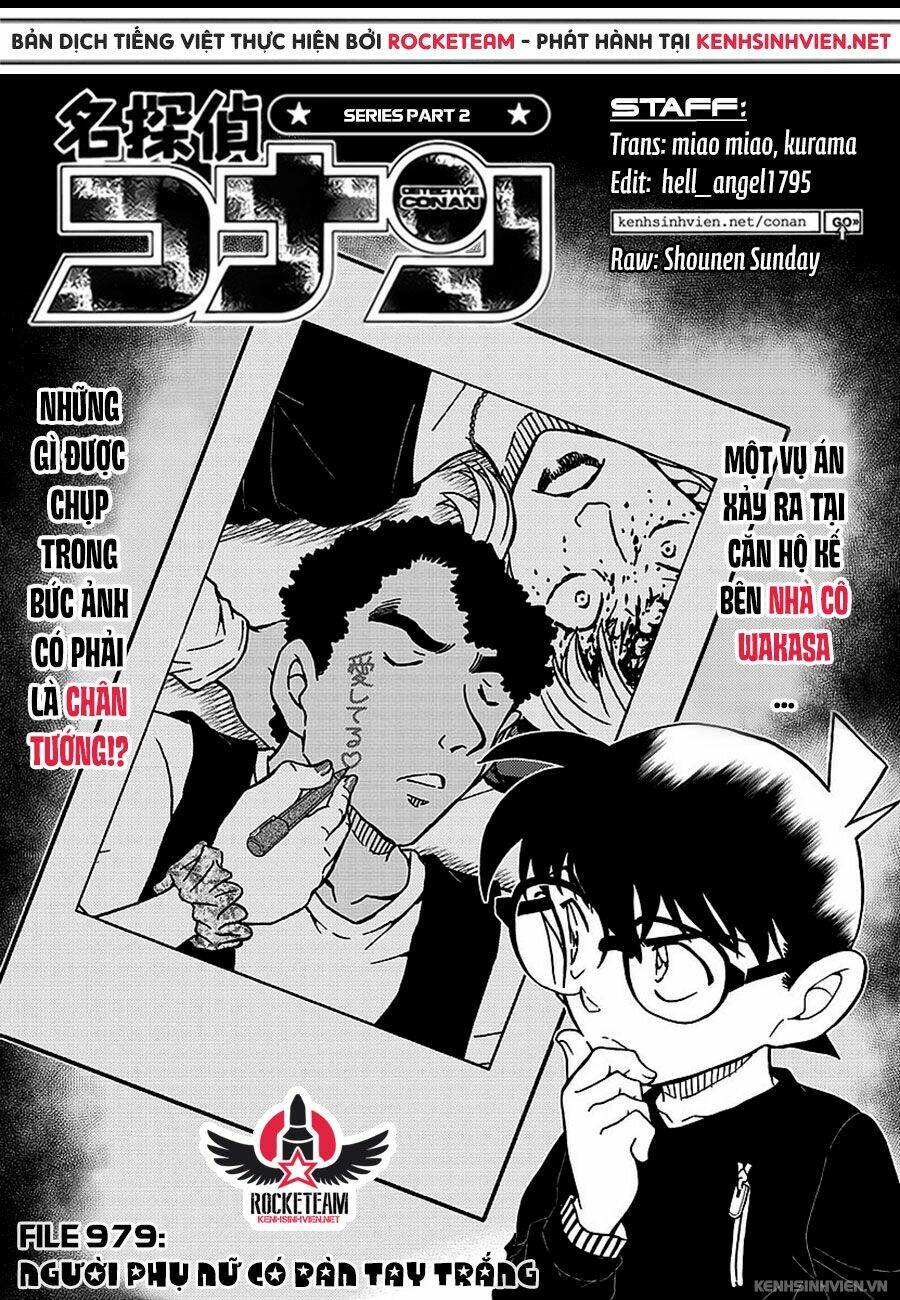 BẢN DỊCH TIẾNG VIỆT THỰC HIỆN BỞI ROCKETEAM - PHÁT HÀNH TẠI KENHSINHVIEN.NET
名探偵
SERIES PART 2
コナン
DETECTIVE
CONAN
STAFF:
Trans: miao miao, kurama
Edit: hell_angel1795
kenhsinhvien.net/conan GO»
Raw: Shounen Sunday
NHỮNG
GÌ ĐƯỢC
CHỤP
TRONG
BỨC ẢNH
CÓ PHẢI
LÀ CHÂN
TƯỚNG!?
MỘT VỤ ÁN
XẢY RA TẠI
CĂN HỘ KẾ
BÊN NHÀ CÔ
WAKASA
...
愛してる♡
ROCKETEAM
KENHSINHVIEN.NET
FILE 979:
NGƯỜI PHỤ NỮ CÓ BÀN TAY TRẮNG
KENHSINHVIEN.VN